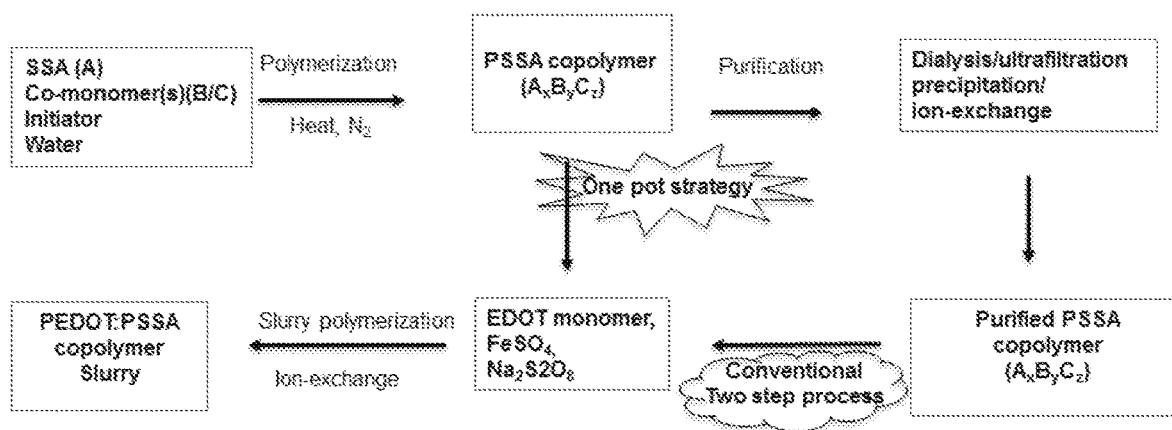 SSA (A)
Co-monomer(s)(B/C)
Initiator
Water
Polymerization
Heat, N₂
PSSA copolymer
(AₓBᵧC𝓏)
Purification
Dialysis/ultrafiltration
precipitation/
ion-exchange
One pot strategy
PEDOT:PSSA
copolymer
Slurry
Slurry polymerization
Ion-exchange
EDOT monomer,
FeSO₄,
Na₂S2O₈
Conventional
Two step process
Purified PSSA
copolymer
(AₓBᵧC𝓏)